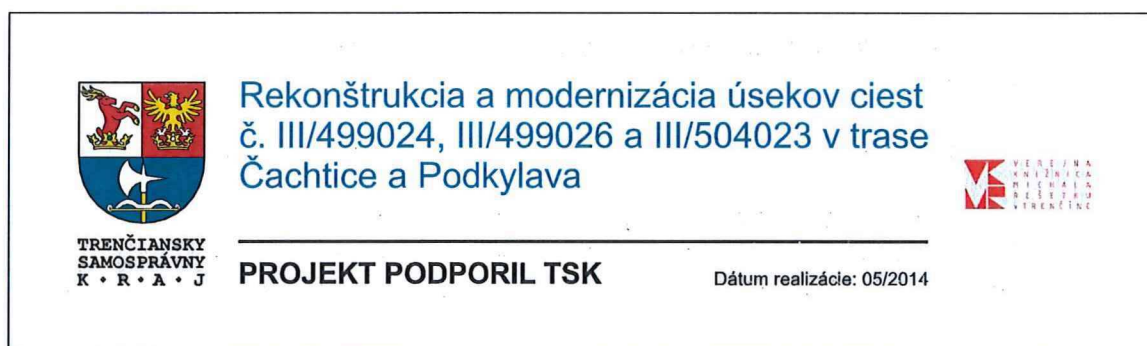 Rekonštrukcia a modernizácia úsekov ciest
č. III/499024, III/499026 a III/504023 v trase
Čachtice a Podkylava
TRENČIANSKY
SAMOSPRÁVNY
K • R • A • J
PROJEKT PODPORIL TSK
Dátum realizácie: 05/2014
VEREJNÁ
KNIŽNICA
MICHALA
REŠETKU
V TRENČÍNE